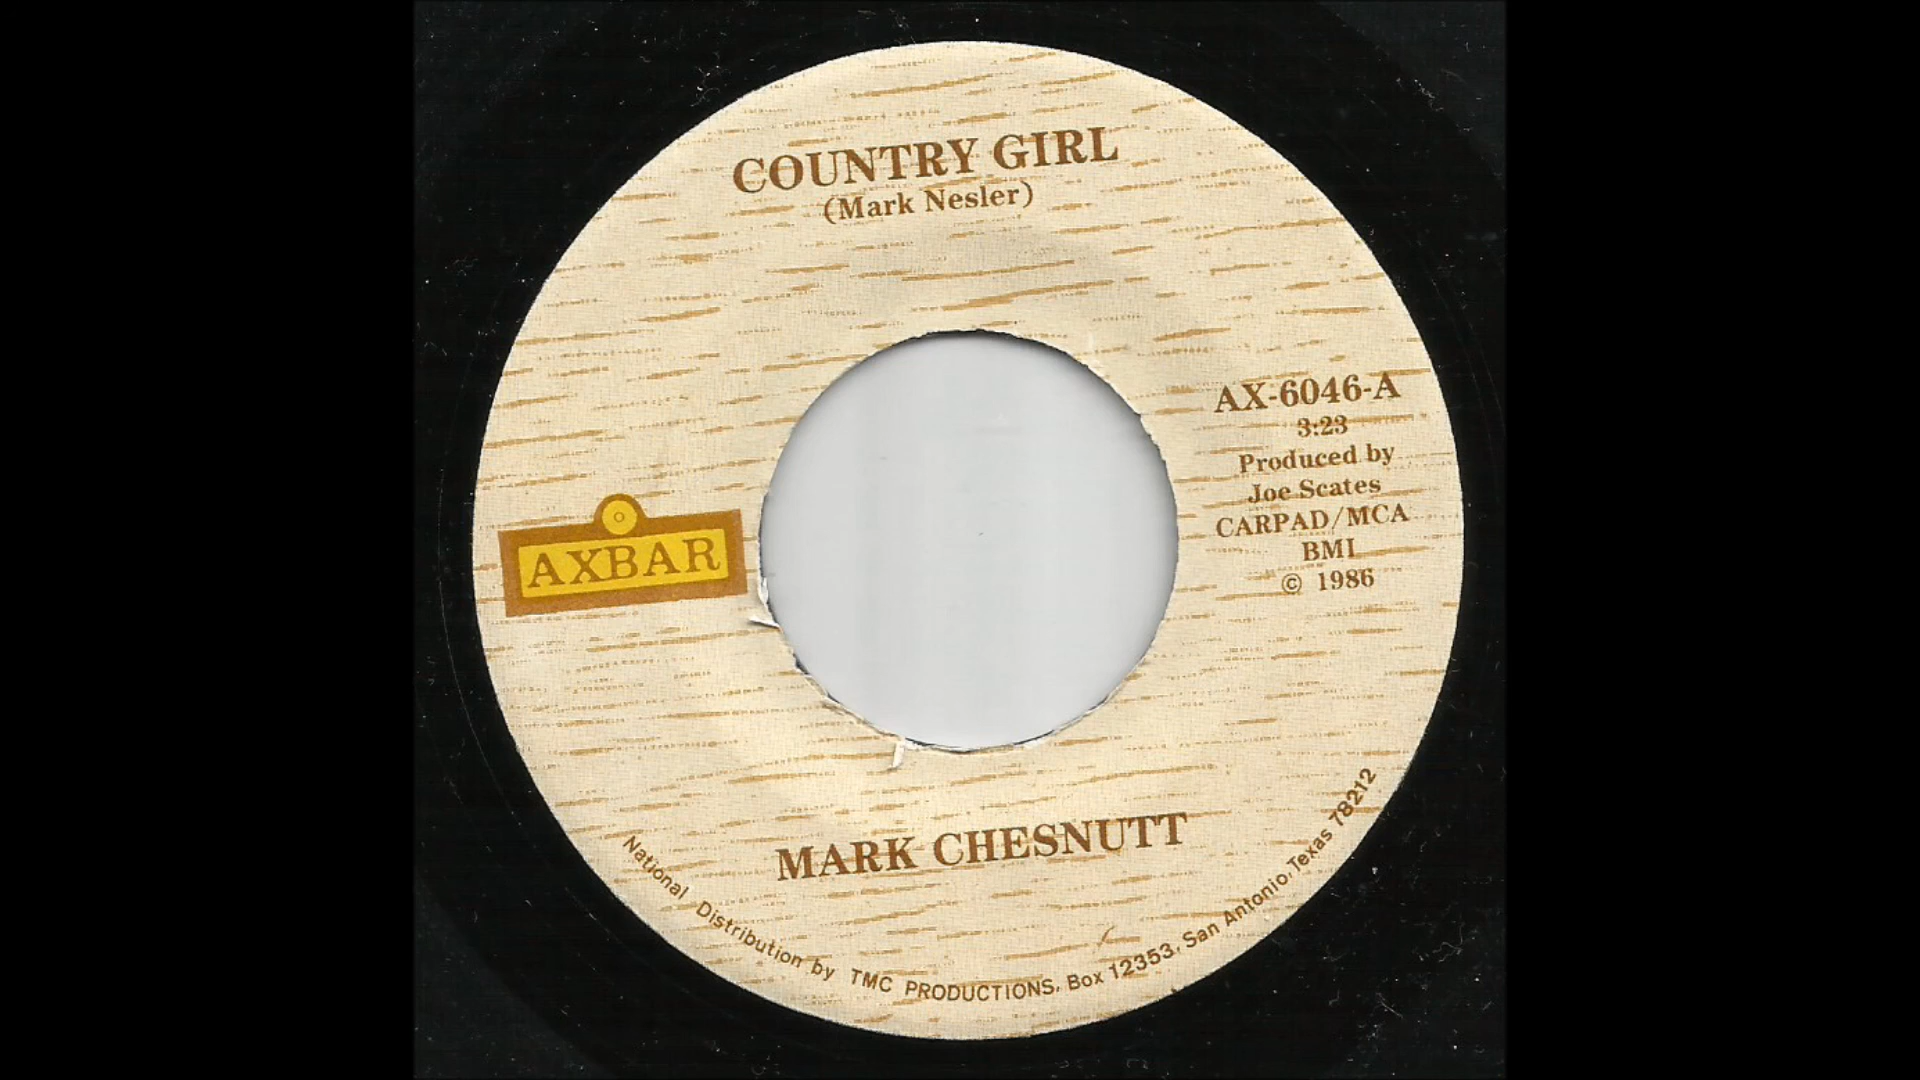 COUNTRY GIRL
(Mark Nesler)
AX-6046-A
3:23
Produced by
Joe Scates
CARPAD/MCA
BMI
© 1986
AXBAR
MARK CHESNUTT
National Distribution by TMC PRODUCTIONS, Box 12353, San Antonio, Texas 78212